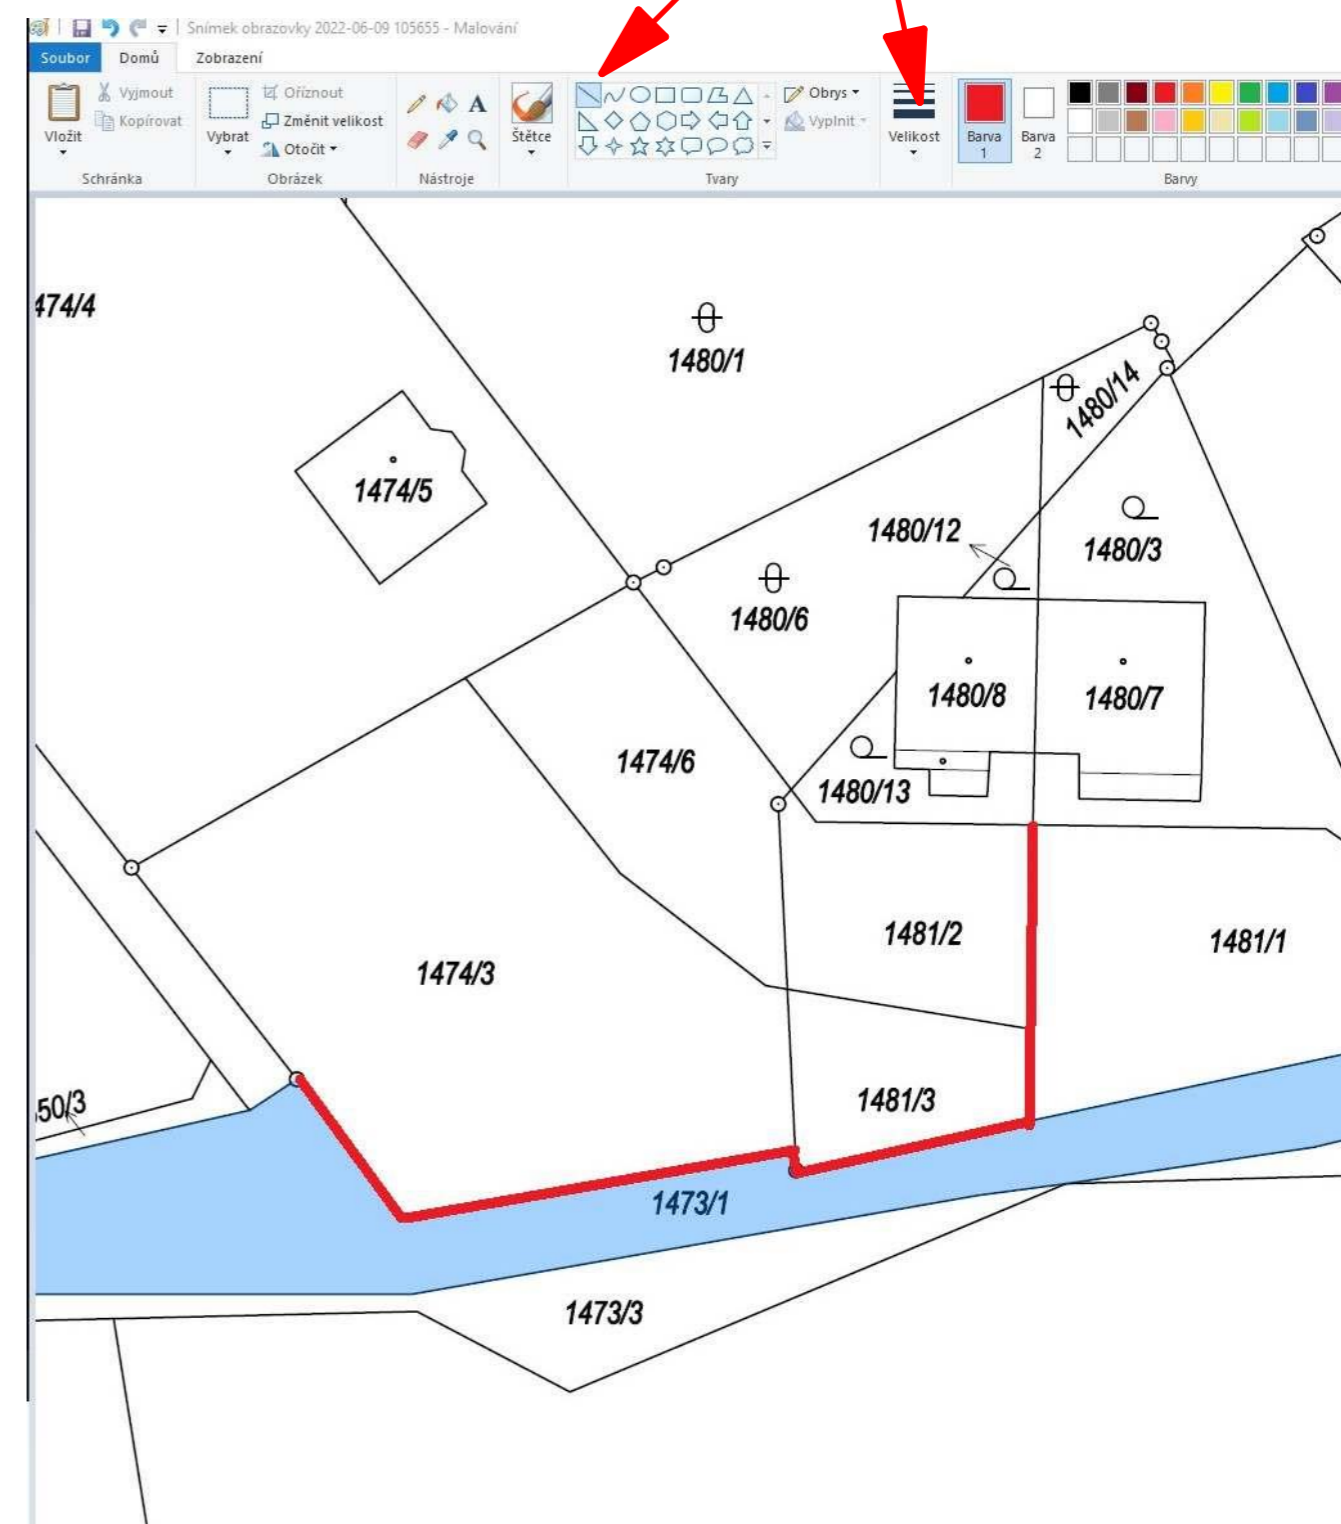 Snímek obrazovky 2022-06-09 105655 - Malování
Soubor Domů Zobrazení
Vložit
Vyjmout
Kopírovat
Schránka
Vybrat
Oříznout
Změnit velikost
Otočit
Obrázek
A
Nástroje
Štětce
Obrys
Vyplnit
Tvary
Velikost
Barva
1
Barva
2
Barvy
474/4
1480/1
1480/14
1474/5
1480/12
1480/3
1480/6
1480/8
1480/7
1474/6
1480/13
1481/2
1481/1
1474/3
50/3
1481/3
1473/1
1473/3